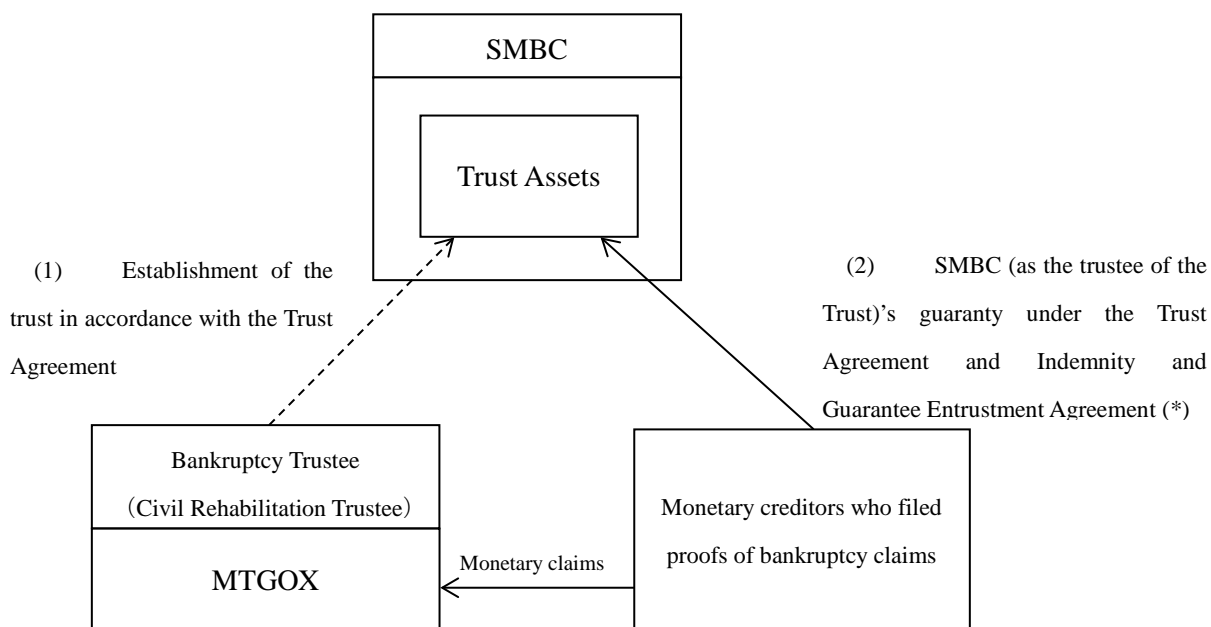 SMBC
Trust Assets
(1) Establishment of the
trust in accordance with the Trust
Agreement
(2) SMBC (as the trustee of the
Trust)'s guaranty under the Trust
Agreement and Indemnity and
Guarantee Entrustment Agreement (*)
Bankruptcy Trustee
（Civil Rehabilitation Trustee）
MTGOX
Monetary claims
Monetary creditors who filed
proofs of bankruptcy claims